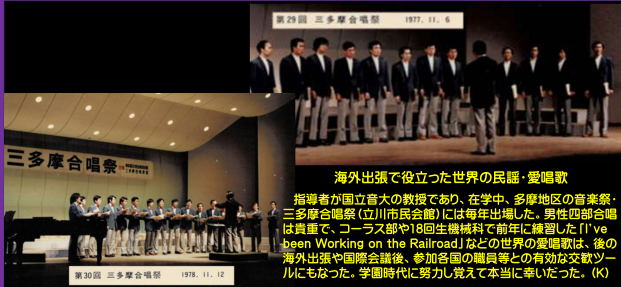 第29回 三多摩合唱祭 1977. 11. 6
三多摩合唱祭
第30回 三多摩合唱祭 1978. 11. 12
海外出張で役立った世界の民謡・愛唱歌
指導者が国立音大の教授であり、在学中、多摩地区の音楽祭・
三多摩合唱祭(立川市民会館)には毎年出場した。男性四部合唱
は貴重で、コーラス部や18回生機械科で前年に練習した「I've
been Working on the Railroad」などの世界の愛唱歌は、後の
海外出張や国際会議後、参加各国の職員等との有効な交歓ツー
ルにもなった。学園時代に努力し覚えて本当に幸いだった。(K)